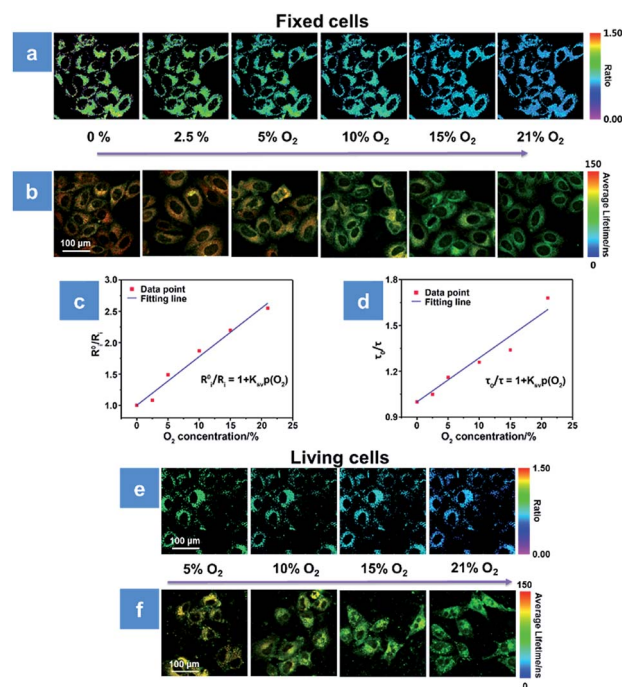 Fixed cells
a
1.50
Ratio
0.00
0 % 2.5 % 5% O₂ 10% O₂ 15% O₂ 21% O₂
b
100 µm
150
Average Lifetime/ns
0
c
3.0
2.5
2.0
1.5
1.0
R⁰/Rᵢ
Data point
Fitting line
R⁰ᵢ/Rᵢ = 1+Kₛᵥp(O₂)
0 5 10 15 20 25
O₂ concentration/%
d
1.8
1.6
1.4
1.2
1.0
τ₀/τ
Data point
Fitting line
τ₀/τ = 1+Kₛᵥp(O₂)
0 5 10 15 20 25
O₂ concentration/%
Living cells
e
100 µm
1.50
Ratio
0.00
5% O₂ 10% O₂ 15% O₂ 21% O₂
f
100 µm
150
Average Lifetime/ns
0